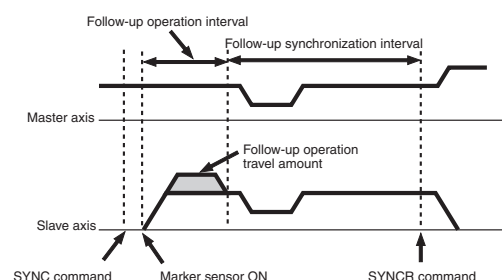 Follow-up operation interval
Follow-up synchronization interval
Master axis
Follow-up operation
travel amount
Slave axis
SYNC command
Marker sensor ON
SYNCR command